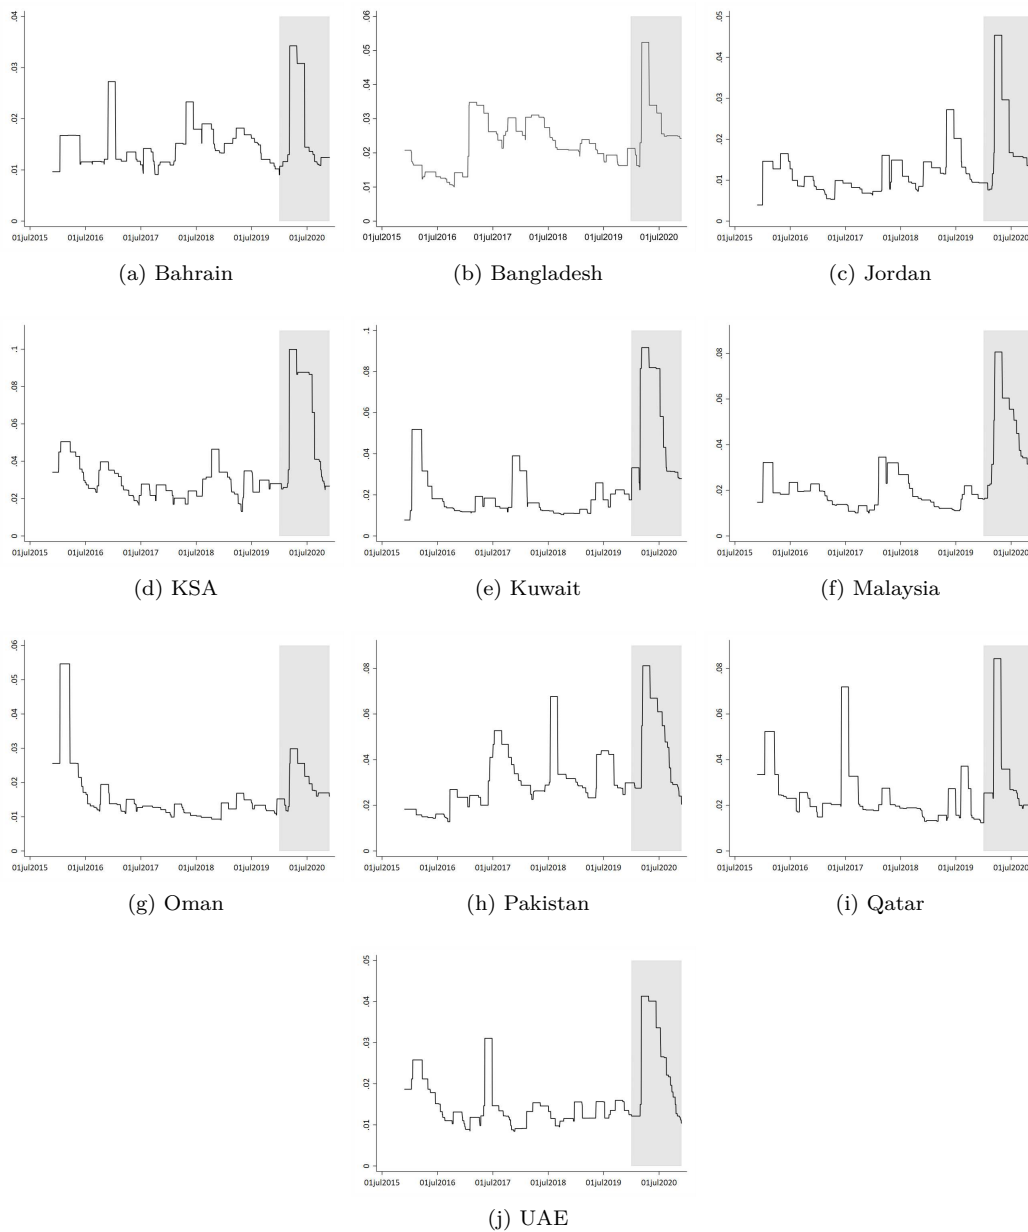 .04
.03
.02
.01
0
01jul2015 01jul2016 01jul2017 01jul2018 01jul2019 01jul2020
(a) Bahrain
.06
.05
.04
.03
.02
.01
0
01jul2015 01jul2016 01jul2017 01jul2018 01jul2019 01jul2020
(b) Bangladesh
.05
.04
.03
.02
.01
0
01jul2015 01jul2016 01jul2017 01jul2018 01jul2019 01jul2020
(c) Jordan
.1
.08
.06
.04
.02
0
01jul2015 01jul2016 01jul2017 01jul2018 01jul2019 01jul2020
(d) KSA
.1
.08
.06
.04
.02
0
01jul2015 01jul2016 01jul2017 01jul2018 01jul2019 01jul2020
(e) Kuwait
.08
.06
.04
.02
0
01jul2015 01jul2016 01jul2017 01jul2018 01jul2019 01jul2020
(f) Malaysia
.06
.05
.04
.03
.02
.01
0
01jul2015 01jul2016 01jul2017 01jul2018 01jul2019 01jul2020
(g) Oman
.08
.06
.04
.02
0
01jul2015 01jul2016 01jul2017 01jul2018 01jul2019 01jul2020
(h) Pakistan
.08
.06
.04
.02
0
01jul2015 01jul2016 01jul2017 01jul2018 01jul2019 01jul2020
(i) Qatar
.05
.04
.03
.02
.01
0
01jul2015 01jul2016 01jul2017 01jul2018 01jul2019 01jul2020
(j) UAE